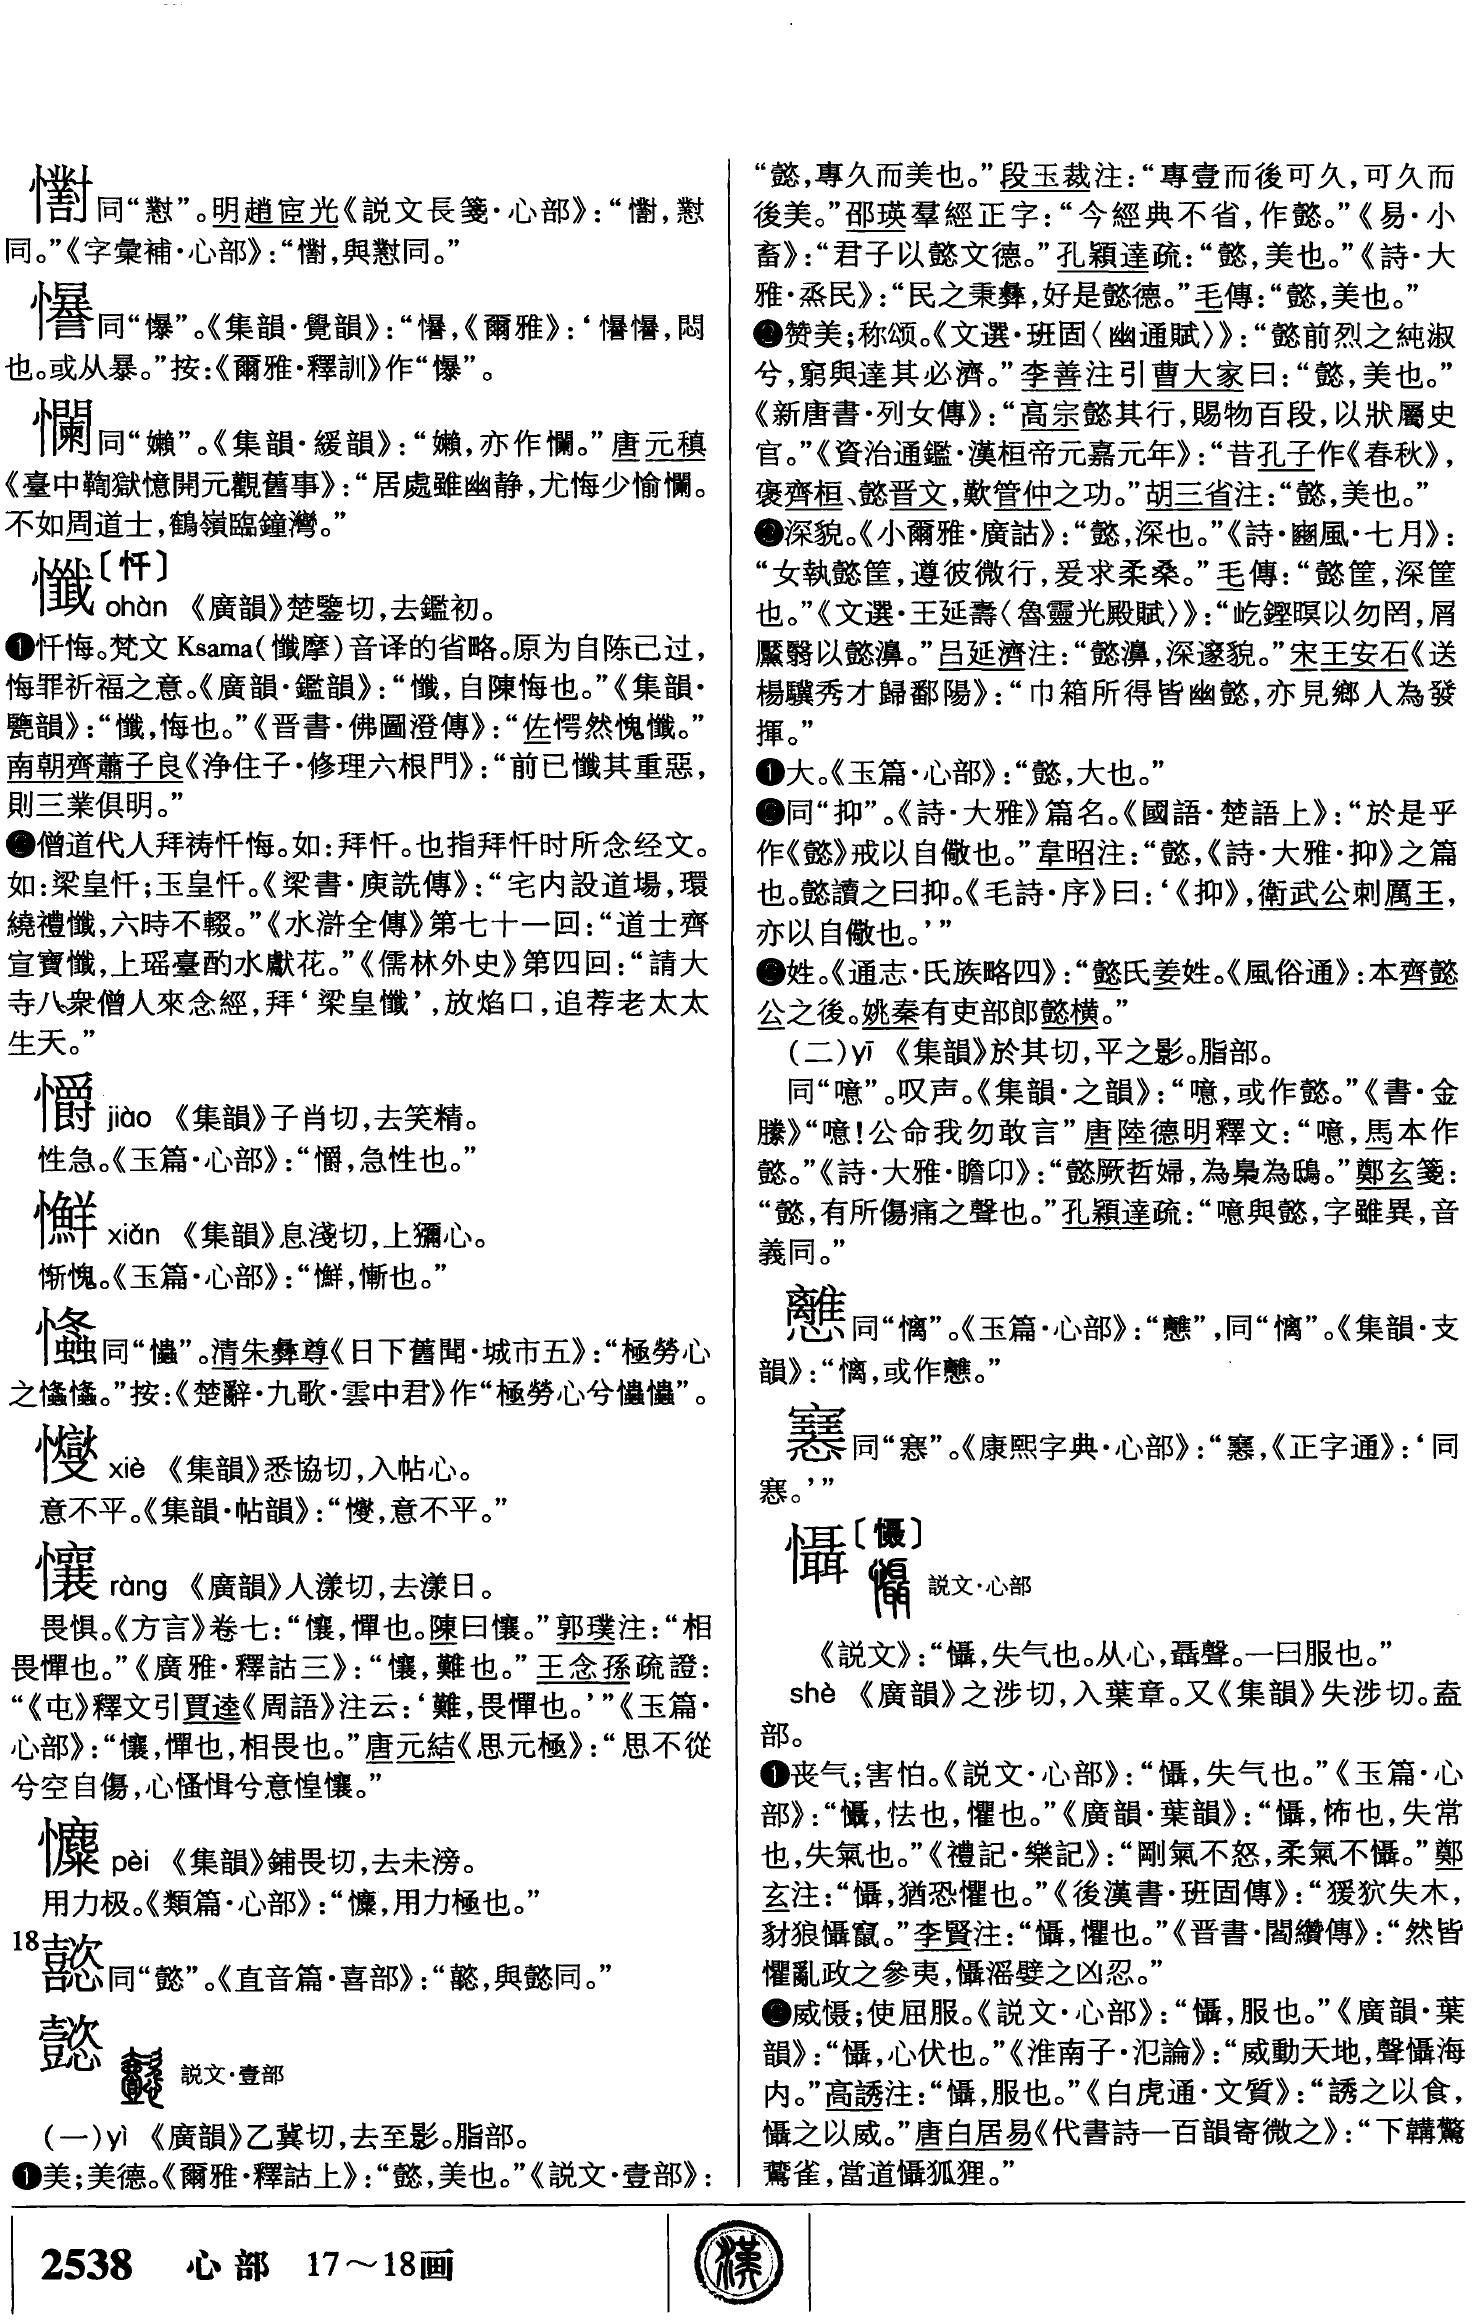 同“懟”。明趙宧光《説文長箋·心部》：“懟同。”《字彙補·心部》：“與懟同。”
同“懪”。《集韻·覺韻》：“《爾雅》：‘悶
也。或从暴。”按：《爾雅·釋訓》作“懪”。
同“嬾”。《集韻·緩韻》：“嬾，亦作㦨。”唐元稹
《臺中鞫獄憶開元觀舊事》：“居處雖幽静，尤悔少愉㦨。
不如周道士，鶴嶺臨鐘灣。”
懺〔忏〕
ohàn 《廣韻》楚鑒切，去鑑初。
❶忏悔。梵文 Ksama（懺摩）音译的省略。原为自陈己过，
悔罪祈福之意。《廣韻·鑑韻》：“懺，自陳悔也。”《集韻·
甖韻》：“懺，悔也。”《晋書·佛圖澄傳》：“佐愕然愧懺。”
南朝齊蕭子良《浄住子·修理六根門》：“前已懺其重惡，
則三業俱明。”
❷僧道代人拜祷忏悔。如：拜忏。也指拜忏时所念经文。
如：梁皇忏；玉皇忏。《梁書·庾詵傳》：“宅内設道場，環
繞禮懺，六時不輟。”《水滸全傳》第七十一回：“道士齊
宣寶懺，上瑶臺酌水獻花。”《儒林外史》第四回：“請大
寺八衆僧人來念經，拜‘梁皇懺’，放焰口，追荐老太太
生天。”
𢥞 jiào 《集韻》子肖切，去笑精。
性急。《玉篇·心部》：“急性也。”
xiǎn 《集韻》息淺切，上獮心。
惭愧。《玉篇·心部》：“慚也。”
同“爞”。清朱彝尊《日下舊聞·城市五》：“極勞心
之。”按：《楚辭·九歌·雲中君》作“極勞心兮”。
xiè 《集韻》悉協切，入帖心。
意不平。《集韻·帖韻》：“意不平。”
懹 ràng 《廣韻》人漾切，去漾日。
畏惧。《方言》卷七：“懹，憚也。陳曰懹。”郭璞注：“相
畏憚也。”《廣雅·釋詁三》：“懹，難也。”王念孫疏證：
“《屯》釋文引賈逵《周語》注云：‘難，畏憚也。’”《玉篇·
心部》：“懹，憚也，相畏也。”唐元結《思元極》：“思不從
兮空自傷，心慅㥍兮意惶懹。”
pèi 《集韻》鋪畏切，去未滂。
用力极。《類篇·心部》：“用力極也。”
18
同“懿”。《直音篇·喜部》：“與懿同。”
懿 説文·壹部
（一）yì 《廣韻》乙冀切，去至影。脂部。
❶美；美德。《爾雅·釋詁上》：“懿，美也。”《説文·壹部》：
“懿，專久而美也。”段玉裁注：“專壹而後可久，可久而
後美。”邵瑛羣經正字：“今經典不省，作懿。”《易·小
畜》：“君子以懿文德。”孔穎達疏：“懿，美也。”《詩·大
雅·烝民》：“民之秉彝，好是懿德。”毛傳：“懿，美也。”
❷赞美；称颂。《文選·班固〈幽通賦〉》：“懿前烈之純淑
兮，窮與達其必濟。”李善注引曹大家曰：“懿，美也。”
《新唐書·列女傳》：“高宗懿其行，賜物百段，以狀屬史
官。”《資治通鑑·漢桓帝元嘉元年》：“昔孔子作《春秋》，
褒齊桓、懿晋文，歎管仲之功。”胡三省注：“懿，美也。”
❸深貌。《小爾雅·廣詁》：“懿，深也。”《詩·豳風·七月》：
“女執懿筐，遵彼微行，爰求柔桑。”毛傳：“懿筐，深筐
也。”《文選·王延壽〈魯靈光殿賦〉》：“屹鏗瞑以勿罔，屑
黶翳以懿濞。”吕延濟注：“懿濞，深邃貌。”宋王安石《送
楊驥秀才歸鄱陽》：“巾箱所得皆幽懿，亦見鄉人為發
揮。”
❶大。《玉篇·心部》：“懿，大也。”
❷同“抑”。《詩·大雅》篇名。《國語·楚語上》：“於是乎
作《懿》戒以自儆也。”韋昭注：“懿，《詩·大雅·抑》之篇
也。懿讀之曰抑。《毛詩·序》曰：‘《抑》，衛武公刺厲王，
亦以自儆也。’”
❸姓。《通志·氏族略四》：“懿氏姜姓。《風俗通》：本齊懿
公之後。姚秦有吏部郎懿横。”
（二）yī 《集韻》於其切，平之影。脂部。
同“噫”。叹声。《集韻·之韻》：“噫，或作懿。”《書·金
縢》“噫！公命我勿敢言”唐陸德明釋文：“噫，馬本作
懿。”《詩·大雅·瞻卬》：“懿厥哲婦，為梟為鴟。”鄭玄箋：
“懿，有所傷痛之聲也。”孔穎達疏：“噫與懿，字雖異，音
義同。”
同“㒧”。《玉篇·心部》：同《集韻·支
韻》：“或作。”
同“㥶”。《康熙字典·心部》：“《正字通》：‘同
㥶。’”
懾〔慑〕
説文·心部
《説文》：“懾，失气也。从心，聶聲。一曰服也。”
shè 《廣韻》之涉切，入葉章。又《集韻》失涉切。盍
部。
❶丧气；害怕。《説文·心部》：“懾，失气也。”《玉篇·心
部》：“懾，怯也，懼也。”《廣韻·葉韻》：“懾，怖也，失常
也，失氣也。”《禮記·樂記》：“剛氣不怒，柔氣不懾。”鄭
玄注：“懾，猶恐懼也。”《後漢書·班固傳》：“猨狖失木，
豺狼懾竄。”李賢注：“懾，懼也。”《晋書·閻纘傳》：“然皆
懼亂政之參夷，懾滛嬖之凶忍。”
❷威慑；使屈服。《説文·心部》：“懾，服也。”《廣韻·葉
韻》：“懾，心伏也。”《淮南子·氾論》：“威動天地，聲懾海
内。”高誘注：“懾，服也。”《白虎通·文質》：“誘之以食，
懾之以威。”唐白居易《代書詩一百韻寄微之》：“下韝驚
鷰雀，當道懾狐狸。”
2538 心部 17～18画
漢